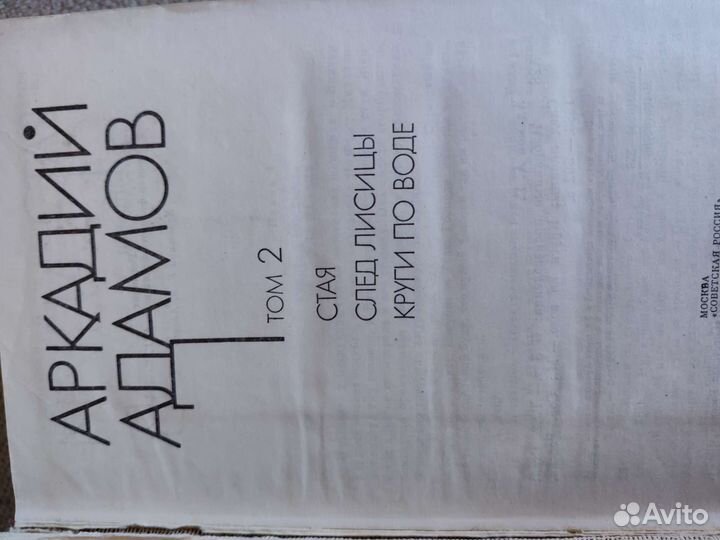 АРКАДИЙ
АДАМОВ
ТОМ 2
СТАЯ
СЛЕД ЛИСИЦЫ
КРУГИ ПО ВОДЕ
МОСКВА
«СОВЕТСКАЯ РОССИЯ»
Avito